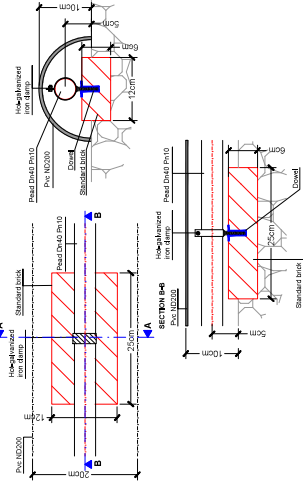 10cm
5cm
6cm
12cm
Hot-galvanized
iron clamp
Pead Dn40 Pn10
Pvc ND200
Dowel
Standard brick
Pead Dn40 Pn10
B
Standard brick
A
A
Hot-galvanized
iron clamp
12cm
25cm
B
Pvc ND200
20cm
Pead Dn40 Pn10
6cm
Hot-galvanized
iron clamp
25cm
Dowel
SECTION B-B
Pvc ND200
5cm
10cm
Standard brick